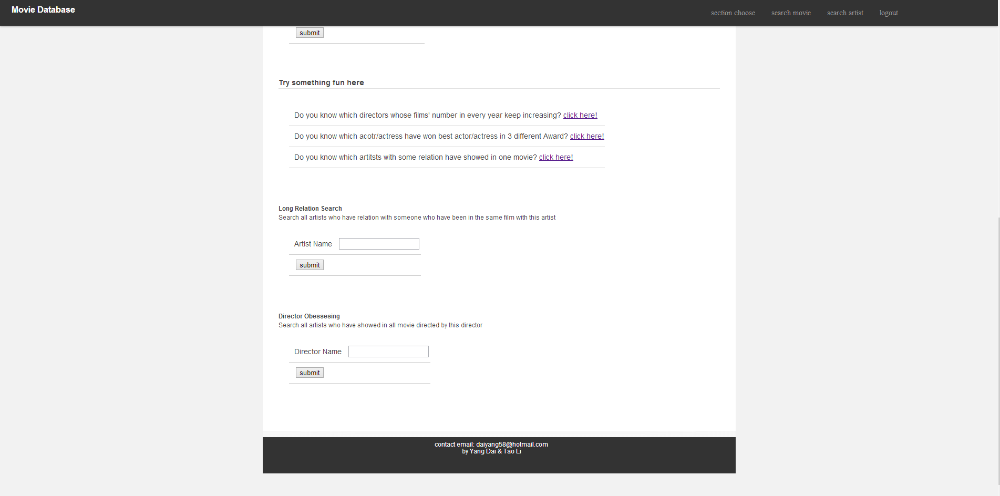 Movie Database
section choose search movie search artist logout
submit
Try something fun here
Do you know which directors whose films' number in every year keep increasing? click here!
Do you know which acotr/actress have won best actor/actress in 3 different Award? click here!
Do you know which artitsts with some relation have showed in one movie? click here!
Long Relation Search
Search all artists who have relation with someone who have been in the same film with this artist
Artist Name
submit
Director Obessesing
Search all artists who have showed in all movie directed by this director
Director Name
submit
contact email: daiyang58@hotmail.com
by Yang Dai & Tao Li